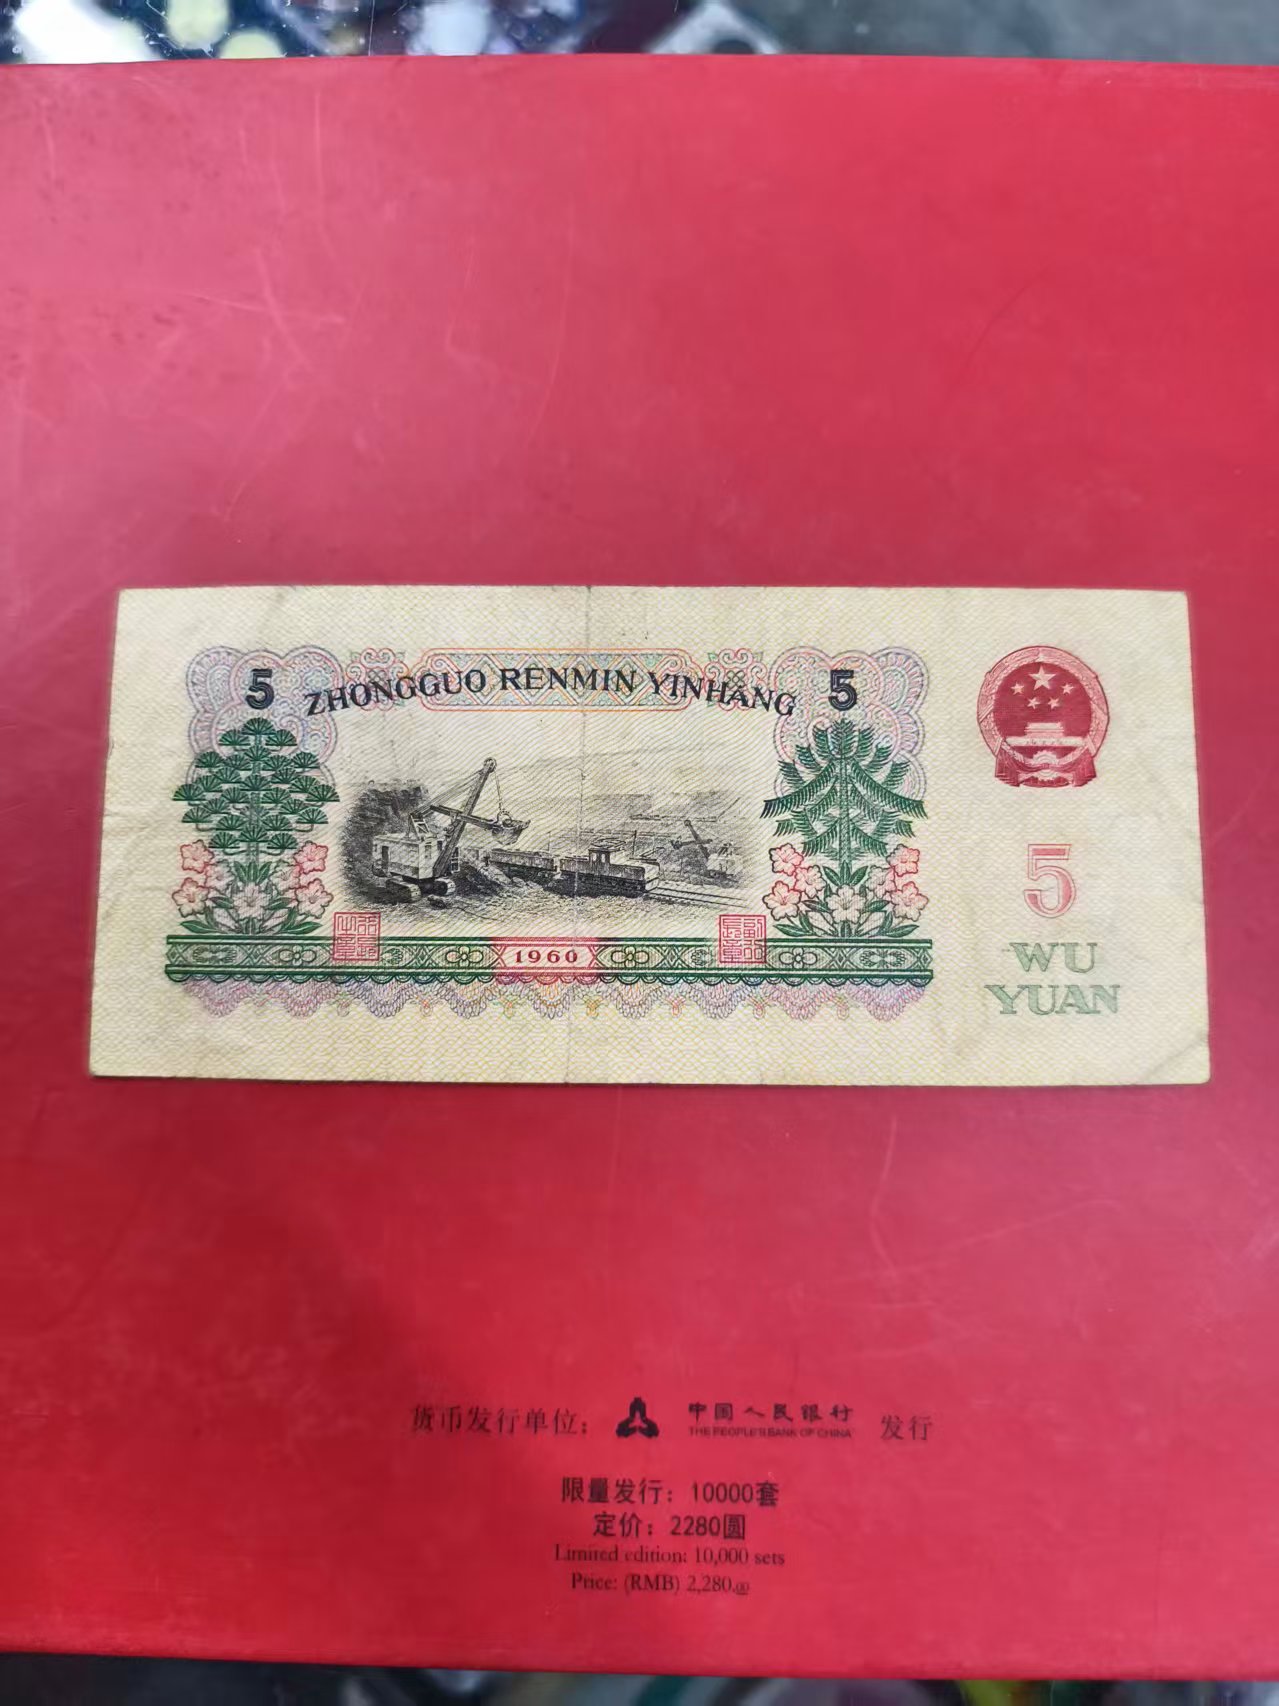 5 ZHONGGUO RENMIN YINHANG 5
1960
5
WU
YUAN
货币发行单位： 中国人民银行 发行
THE PEOPLE'S BANK OF CHINA
限量发行：10000套
定价：2280圆
Limited edition: 10,000 sets
Price: (RMB) 2,280.00